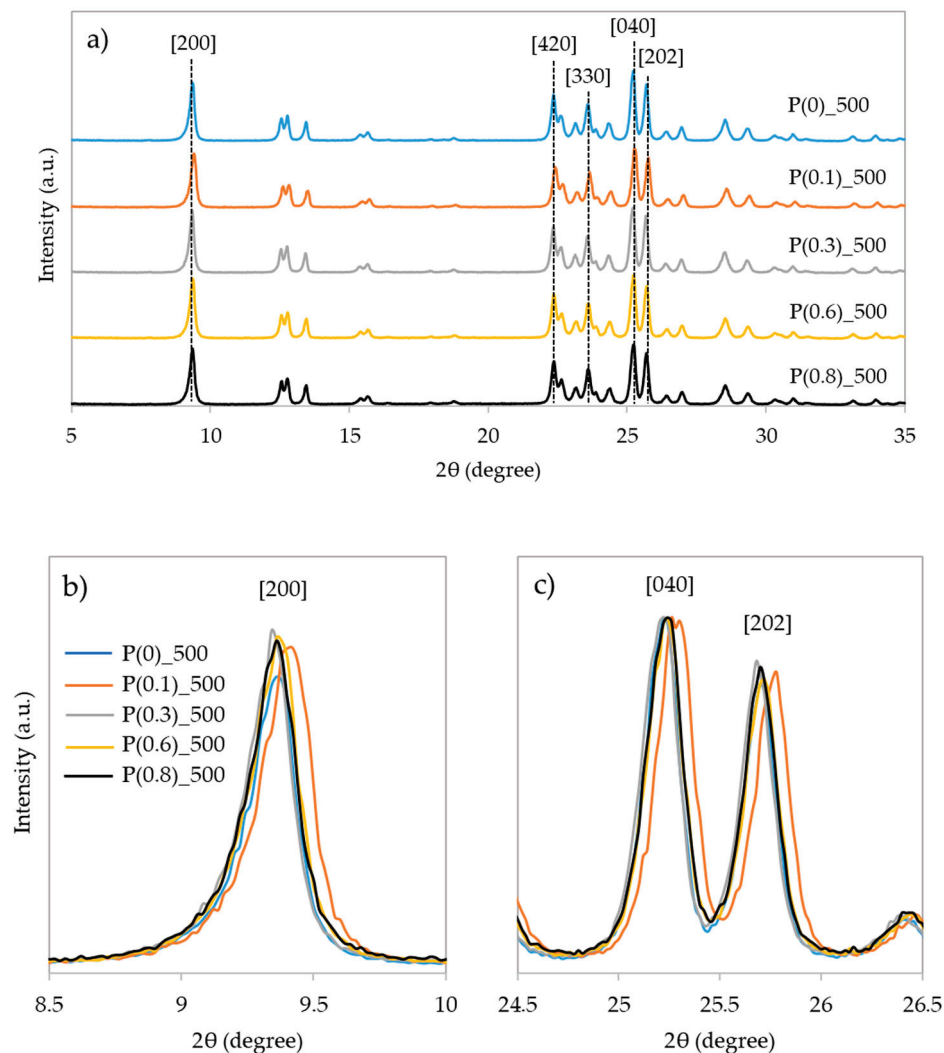 a)
[200]
[420]
[330]
[040]
[202]
P(0)_500
P(0.1)_500
P(0.3)_500
P(0.6)_500
P(0.8)_500
Intensity (a.u.)
5 10 15 20 25 30 35
2θ (degree)
b)
[200]
P(0)_500
P(0.1)_500
P(0.3)_500
P(0.6)_500
P(0.8)_500
Intensity (a.u.)
8.5 9 9.5 10
2θ (degree)
c)
[040]
[202]
24.5 25 25.5 26 26.5
2θ (degree)